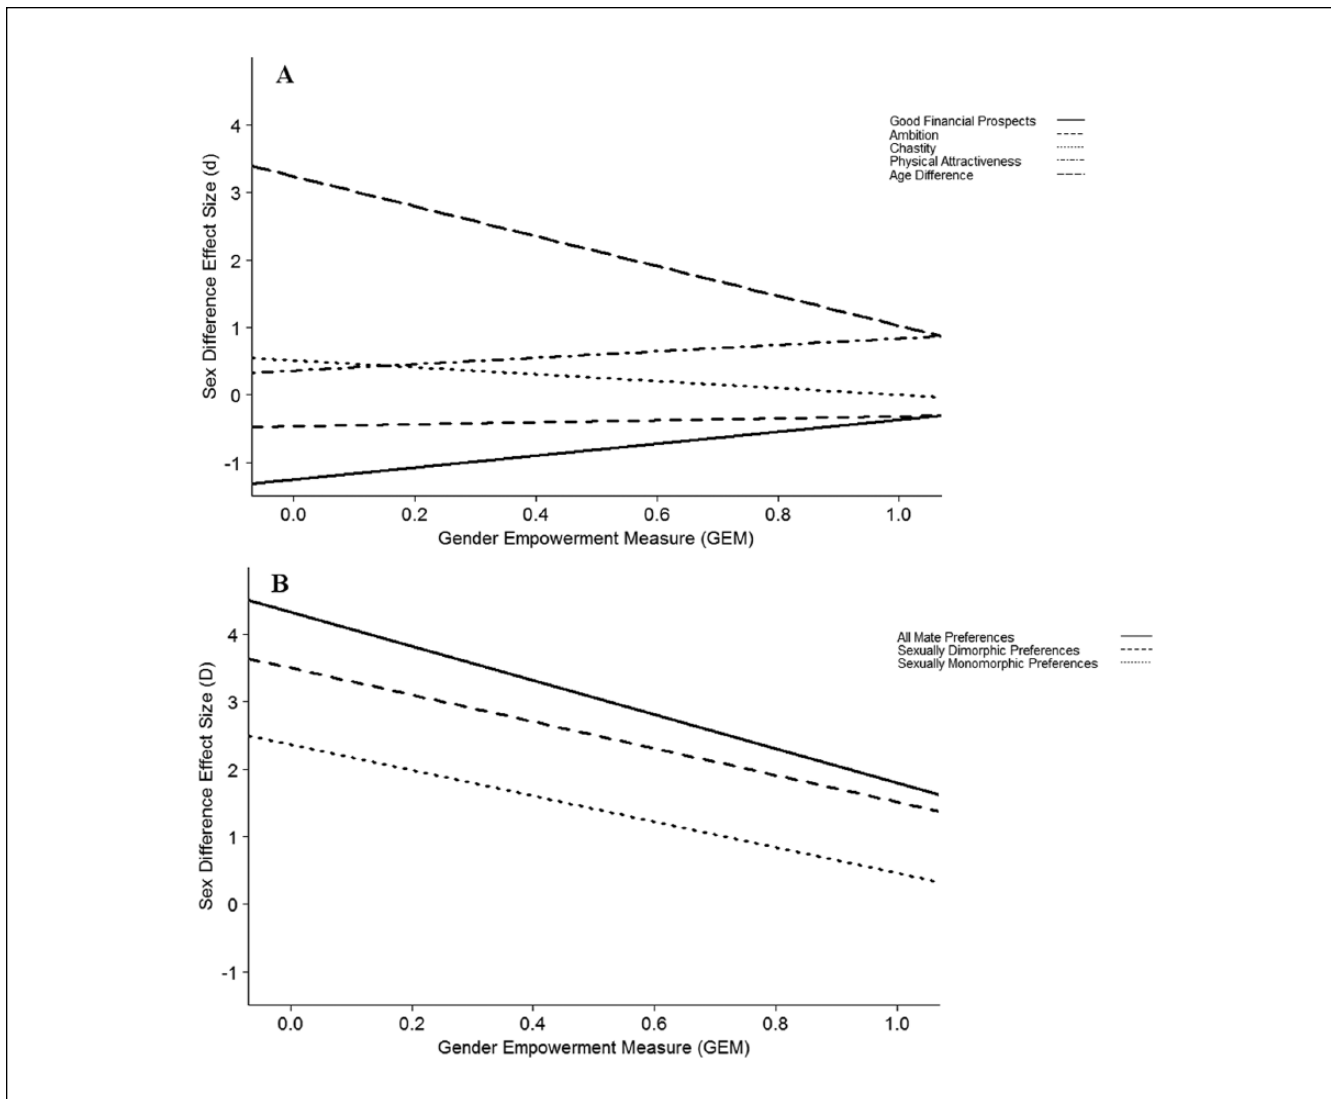 A
Good Financial Prospects
Ambition
Chastity
Physical Attractiveness
Age Difference
Sex Difference Effect Size (d)
4
3
2
1
0
-1
0.0 0.2 0.4 0.6 0.8 1.0
Gender Empowerment Measure (GEM)
B
All Mate Preferences
Sexually Dimorphic Preferences
Sexually Monomorphic Preferences
Sex Difference Effect Size (D)
4
3
2
1
0
-1
0.0 0.2 0.4 0.6 0.8 1.0
Gender Empowerment Measure (GEM)